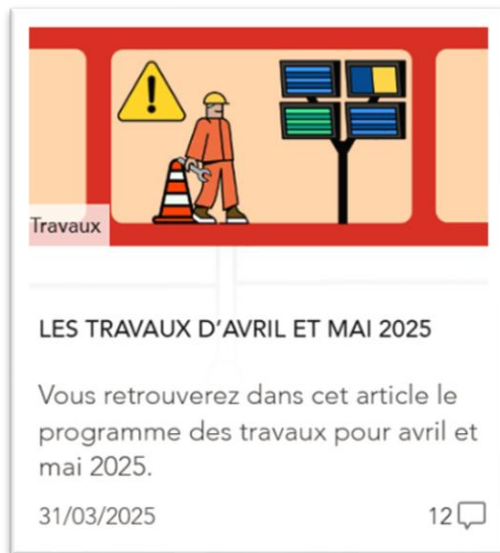 Travaux
LES TRAVAUX D'AVRIL ET MAI 2025
Vous retrouverez dans cet article le
programme des travaux pour avril et
mai 2025.
31/03/2025
12